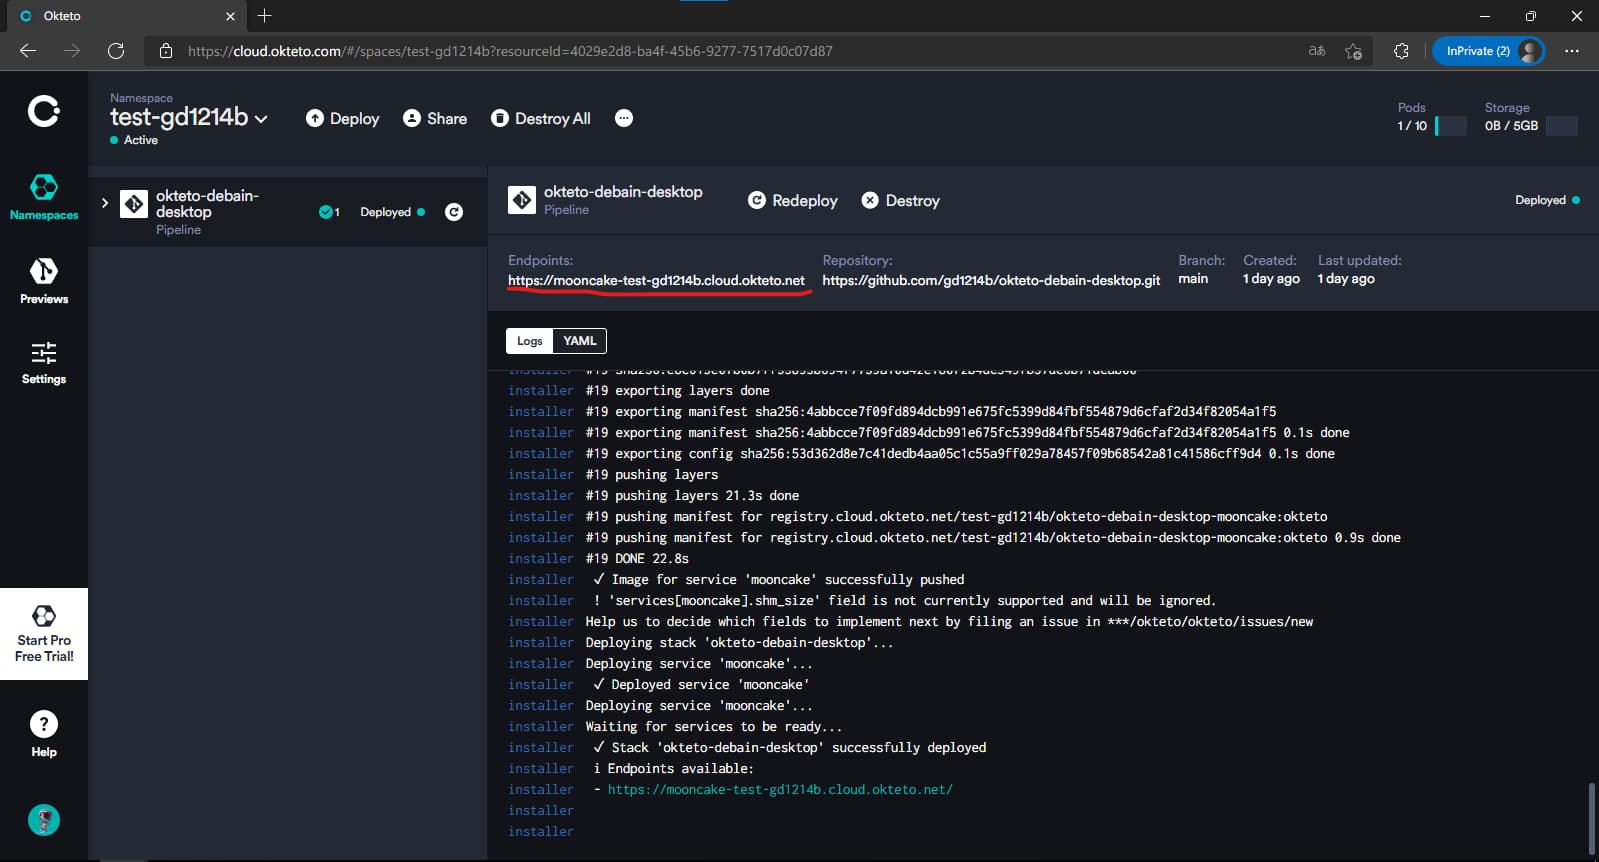 Okteto
https://cloud.okteto.com/#/spaces/test-gd1214b?resourceId=4029e2d8-ba4f-45b6-9277-7517d0c07d87
InPrivate (2)
Namespace
test-gd1214b
Active
Deploy
Share
Destroy All
Pods
1 / 10
Storage
0B / 5GB
Namespaces
Previews
Settings
Start Pro
Free Trial!
Help
okteto-debain-
desktop
Pipeline
1
Deployed
okteto-debain-desktop
Pipeline
Redeploy
Destroy
Deployed
Endpoints:
https://mooncake-test-gd1214b.cloud.okteto.net
Repository:
https://github.com/gd1214b/okteto-debain-desktop.git
Branch:
main
Created:
1 day ago
Last updated:
1 day ago
Logs
YAML
installer #19 exporting layers done
installer #19 exporting manifest sha256:4abbcce7f09fd894dcb991e675fc5399d84fbf554879d6cfaf2d34f82054a1f5
installer #19 exporting manifest sha256:4abbcce7f09fd894dcb991e675fc5399d84fbf554879d6cfaf2d34f82054a1f5 0.1s done
installer #19 exporting config sha256:53d362d8e7c41dedb4aa05c1c55a9ff029a78457f09b68542a81c41586cff9d4 0.1s done
installer #19 pushing layers
installer #19 pushing layers 21.3s done
installer #19 pushing manifest for registry.cloud.okteto.net/test-gd1214b/okteto-debain-desktop-mooncake:okteto
installer #19 pushing manifest for registry.cloud.okteto.net/test-gd1214b/okteto-debain-desktop-mooncake:okteto 0.9s done
installer #19 DONE 22.8s
installer ✓ Image for service 'mooncake' successfully pushed
installer ! 'services[mooncake].shm_size' field is not currently supported and will be ignored.
installer Help us to decide which fields to implement next by filing an issue in ***/okteto/okteto/issues/new
installer Deploying stack 'okteto-debain-desktop'...
installer Deploying service 'mooncake'...
installer ✓ Deployed service 'mooncake'
installer Deploying service 'mooncake'...
installer Waiting for services to be ready...
installer ✓ Stack 'okteto-debain-desktop' successfully deployed
installer i Endpoints available:
installer - https://mooncake-test-gd1214b.cloud.okteto.net/
installer
installer